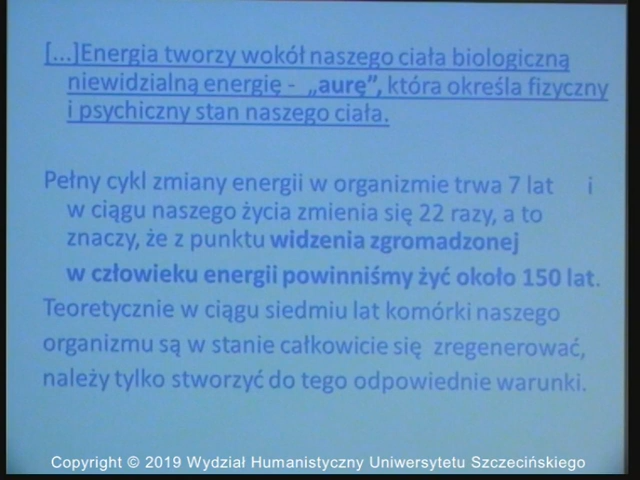 [...]Energia tworzy wokół naszego ciała biologiczną
niewidzialną energię - „aurę”, która określa fizyczny
i psychiczny stan naszego ciała.
Pełny cykl zmiany energii w organizmie trwa 7 lat i
w ciągu naszego życia zmienia się 22 razy, a to
znaczy, że z punktu widzenia zgromadzonej
w człowieku energii powinniśmy żyć około 150 lat.
Teoretycznie w ciągu siedmiu lat komórki naszego
organizmu są w stanie całkowicie się zregenerować,
należy tylko stworzyć do tego odpowiednie warunki.
Copyright © 2019 Wydział Humanistyczny Uniwersytetu Szczecińskiego